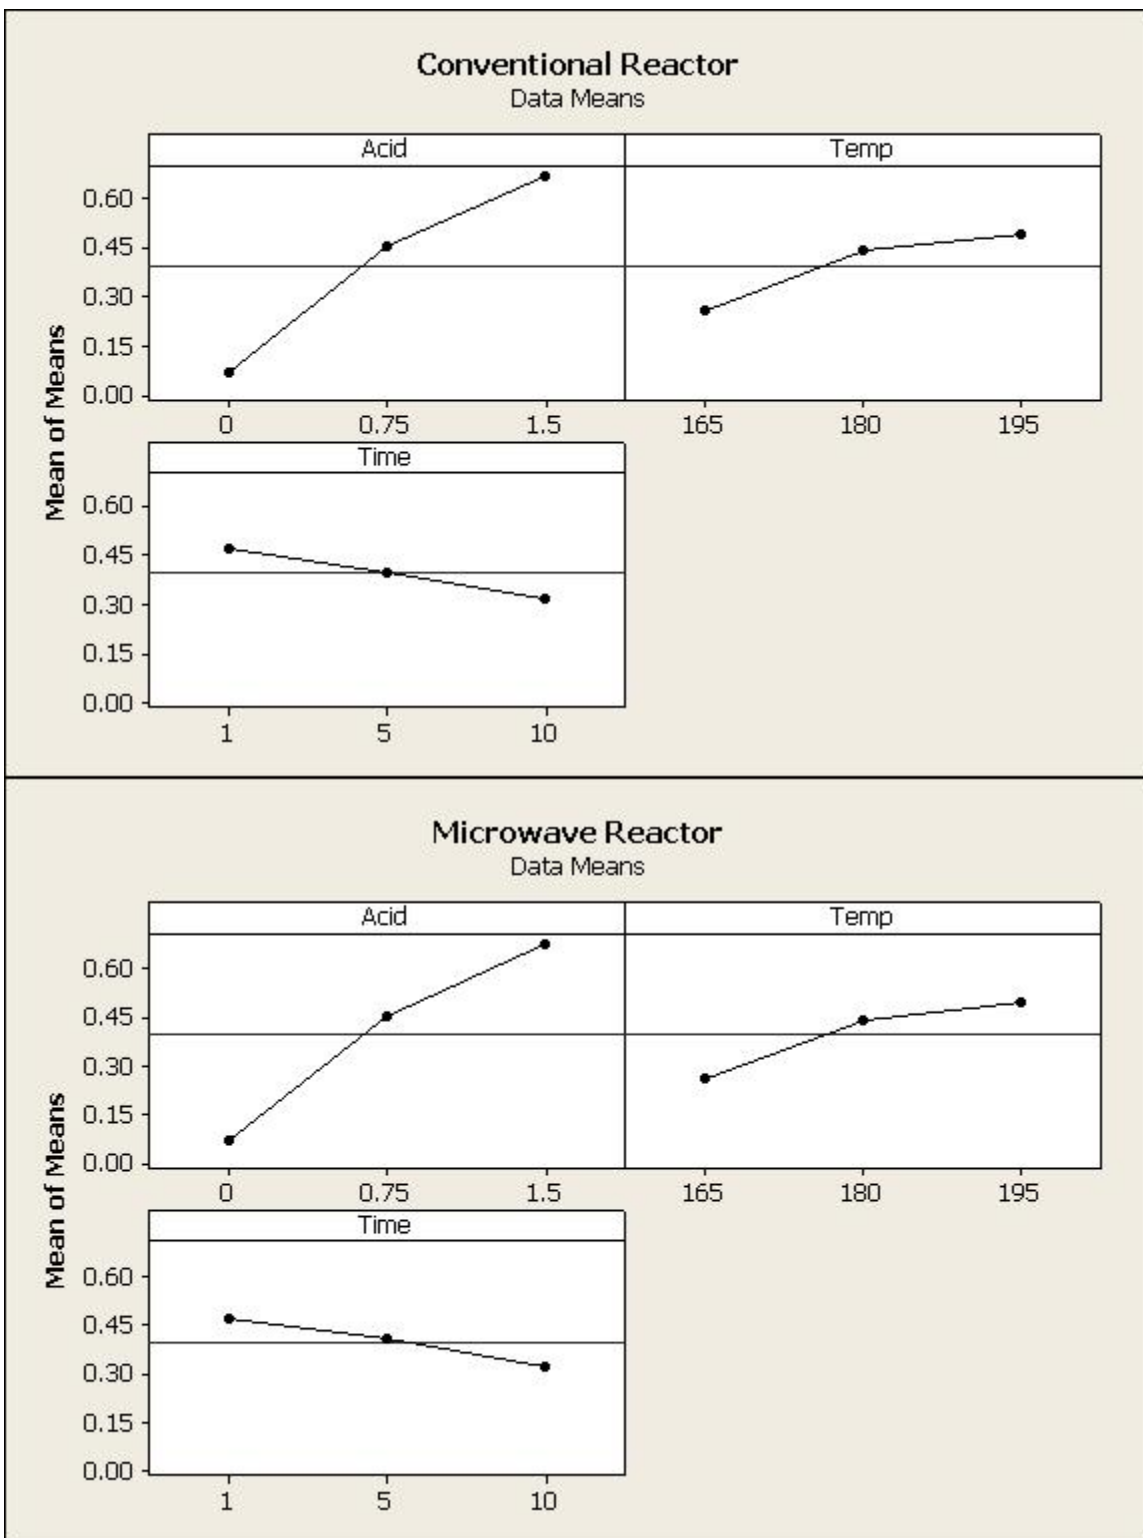 Conventional Reactor
Data Means
Acid
Temp
0.60
0.45
0.30
0.15
0.00
0 0.75 1.5 165 180 195
Mean of Means
Time
0.60
0.45
0.30
0.15
0.00
1 5 10
Microwave Reactor
Data Means
Acid
Temp
0.60
0.45
0.30
0.15
0.00
0 0.75 1.5 165 180 195
Mean of Means
Time
0.60
0.45
0.30
0.15
0.00
1 5 10